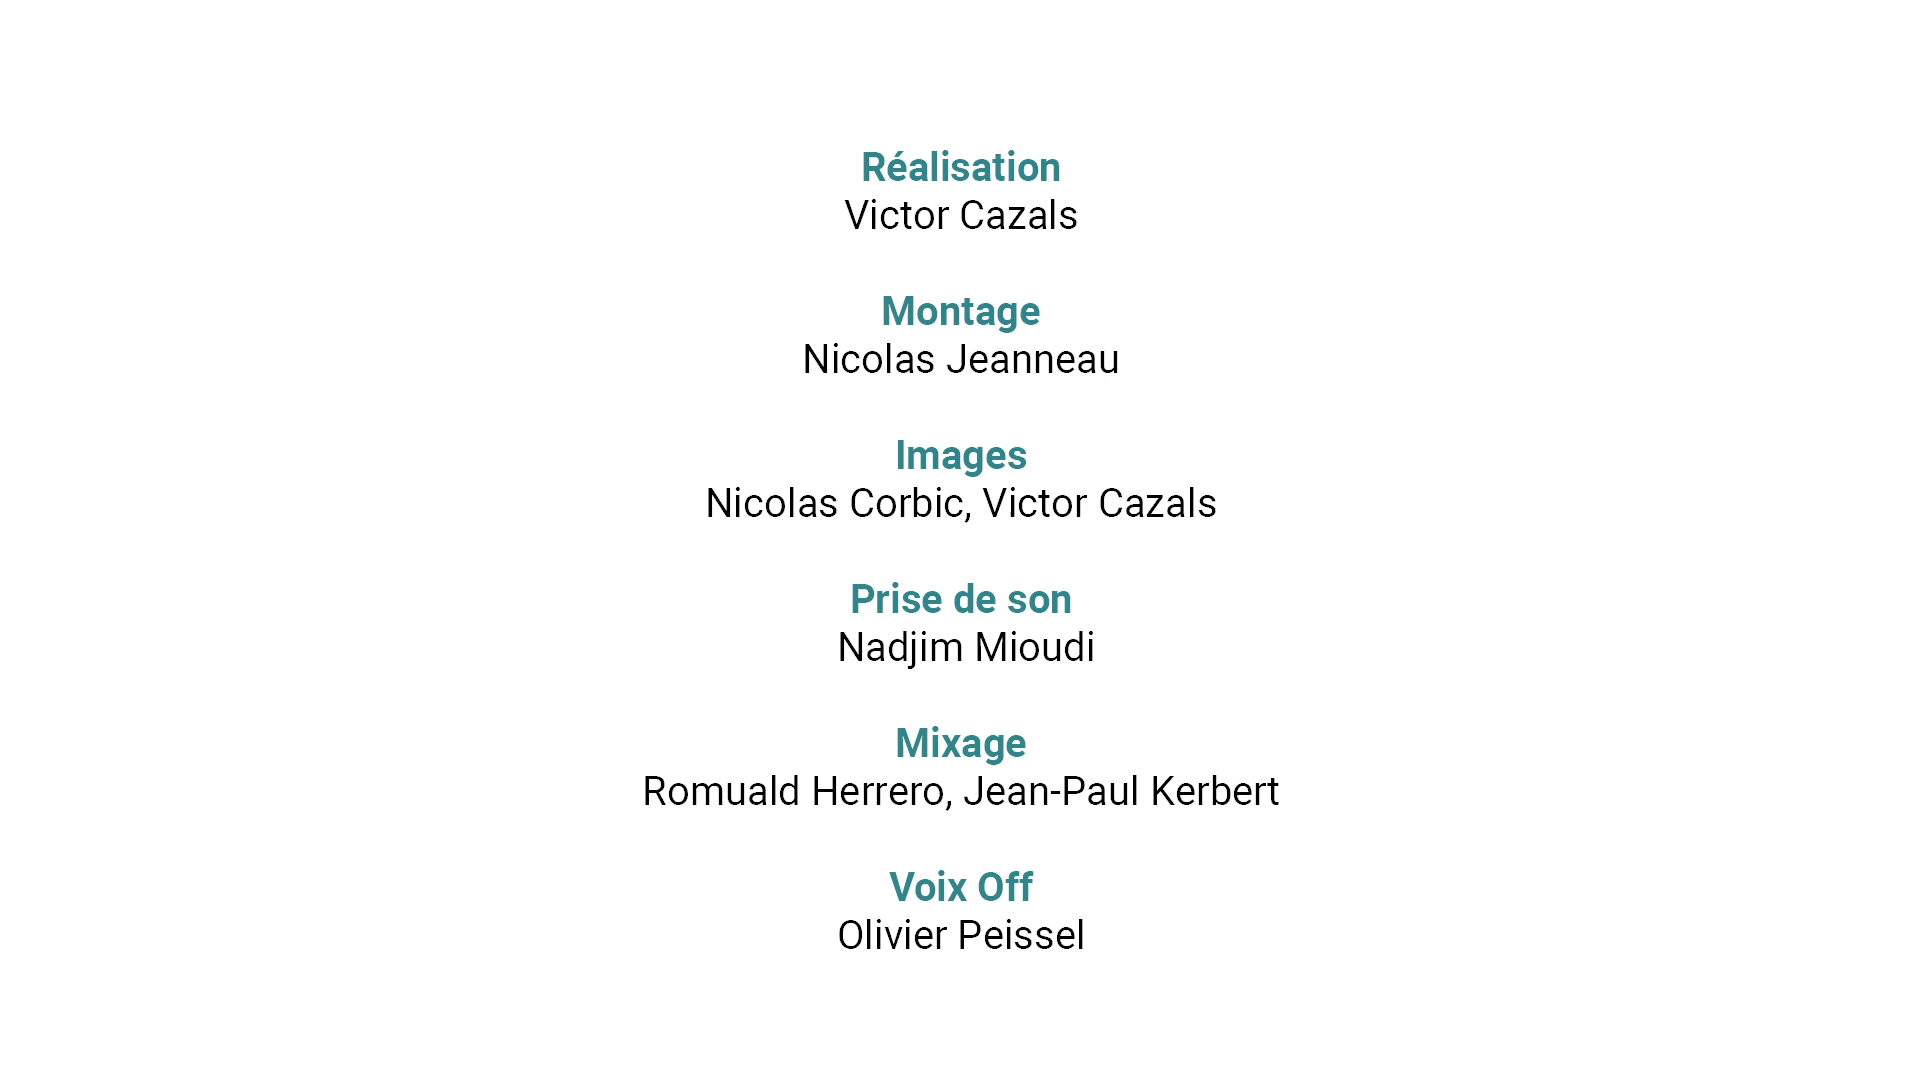 Réalisation
Victor Cazals
Montage
Nicolas Jeanneau
Images
Nicolas Corbic, Victor Cazals
Prise de son
Nadjim Mioudi
Mixage
Romuald Herrero, Jean-Paul Kerbert
Voix Off
Olivier Peissel